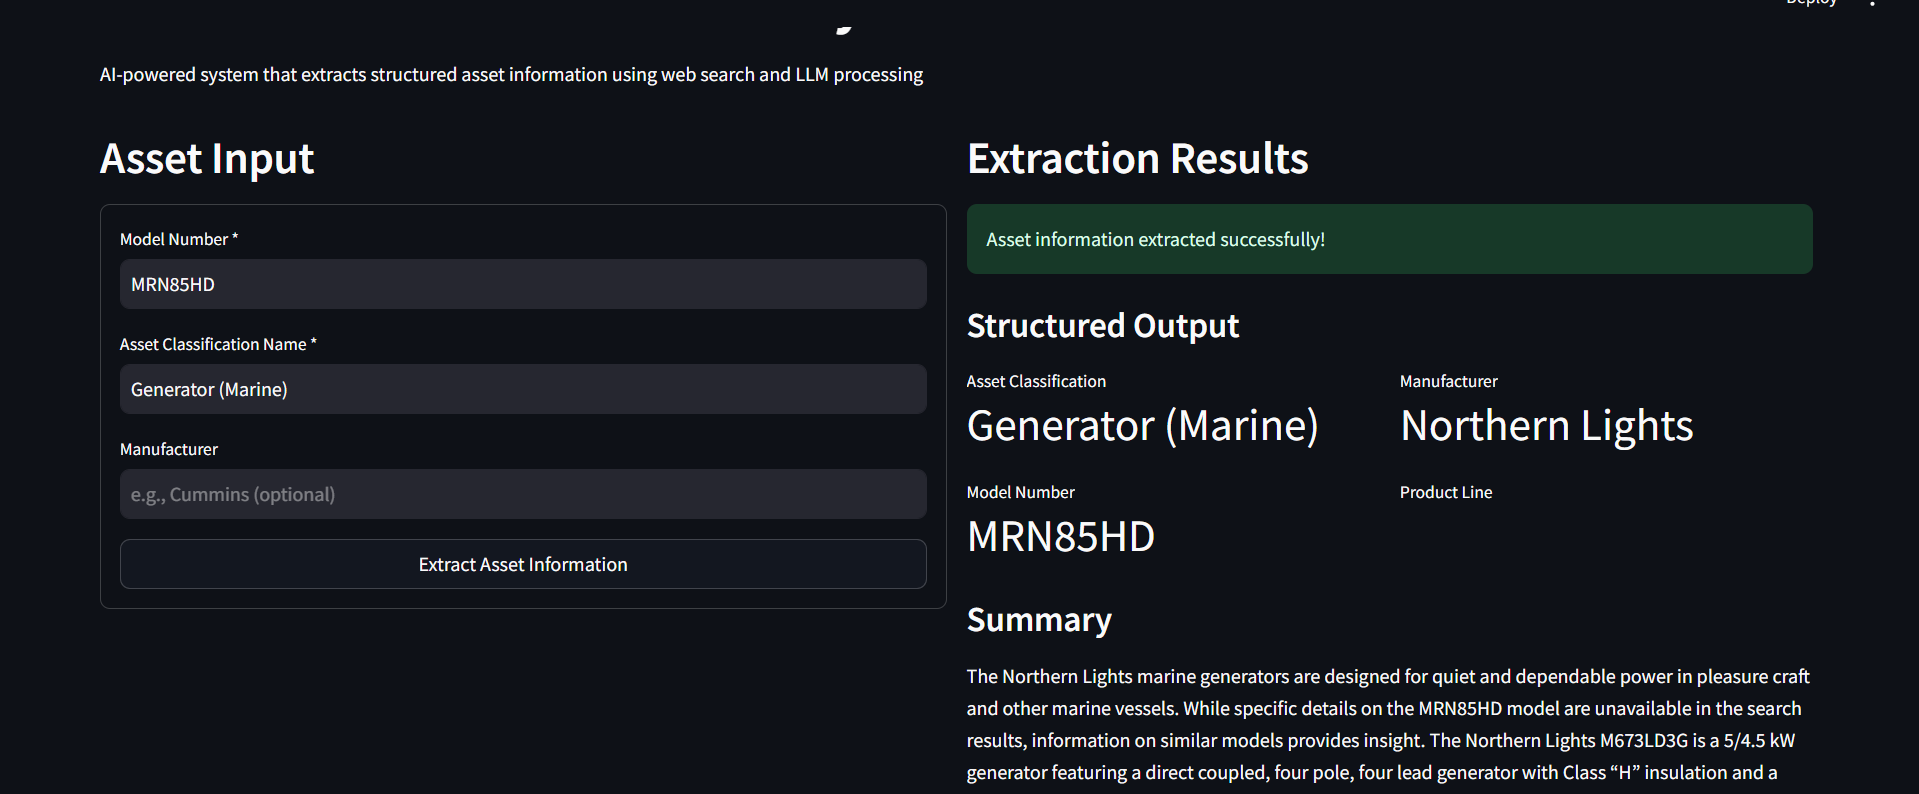 Deploy
AI-powered system that extracts structured asset information using web search and LLM processing
Asset Input
Model Number *
MRN85HD
Asset Classification Name *
Generator (Marine)
Manufacturer
e.g., Cummins (optional)
Extract Asset Information
Extraction Results
Asset information extracted successfully!
Structured Output
Asset Classification
Generator (Marine)
Manufacturer
Northern Lights
Model Number
MRN85HD
Product Line
Summary
The Northern Lights marine generators are designed for quiet and dependable power in pleasure craft
and other marine vessels. While specific details on the MRN85HD model are unavailable in the search
results, information on similar models provides insight. The Northern Lights M673LD3G is a 5/4.5 kW
generator featuring a direct coupled, four pole, four lead generator with Class “H” insulation and a